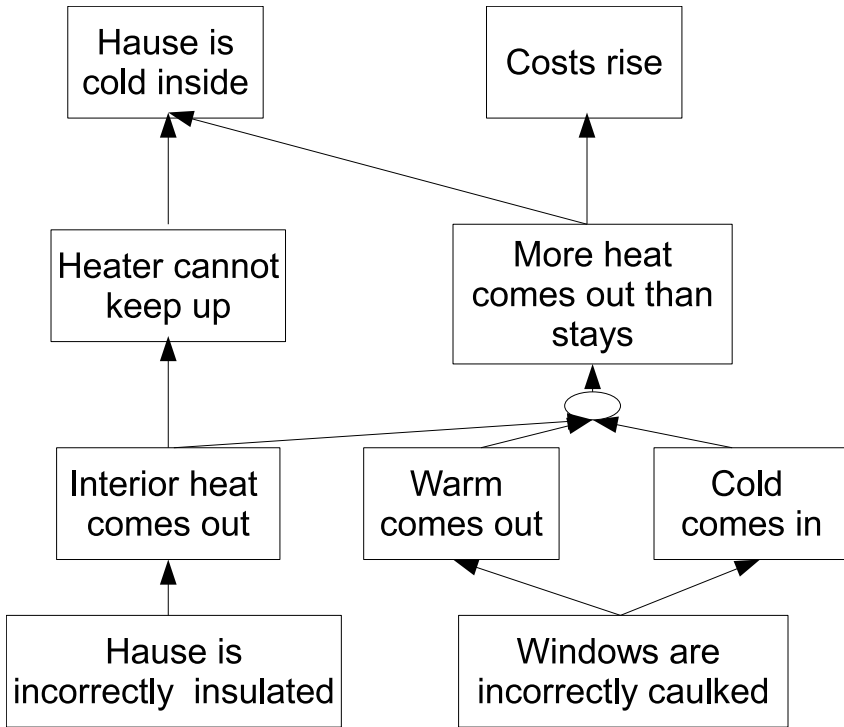 Hause is
cold inside
Costs rise
Heater cannot
keep up
More heat
comes out than
stays
Interior heat
comes out
Warm
comes out
Cold
comes in
Hause is
incorrectly insulated
Windows are
incorrectly caulked